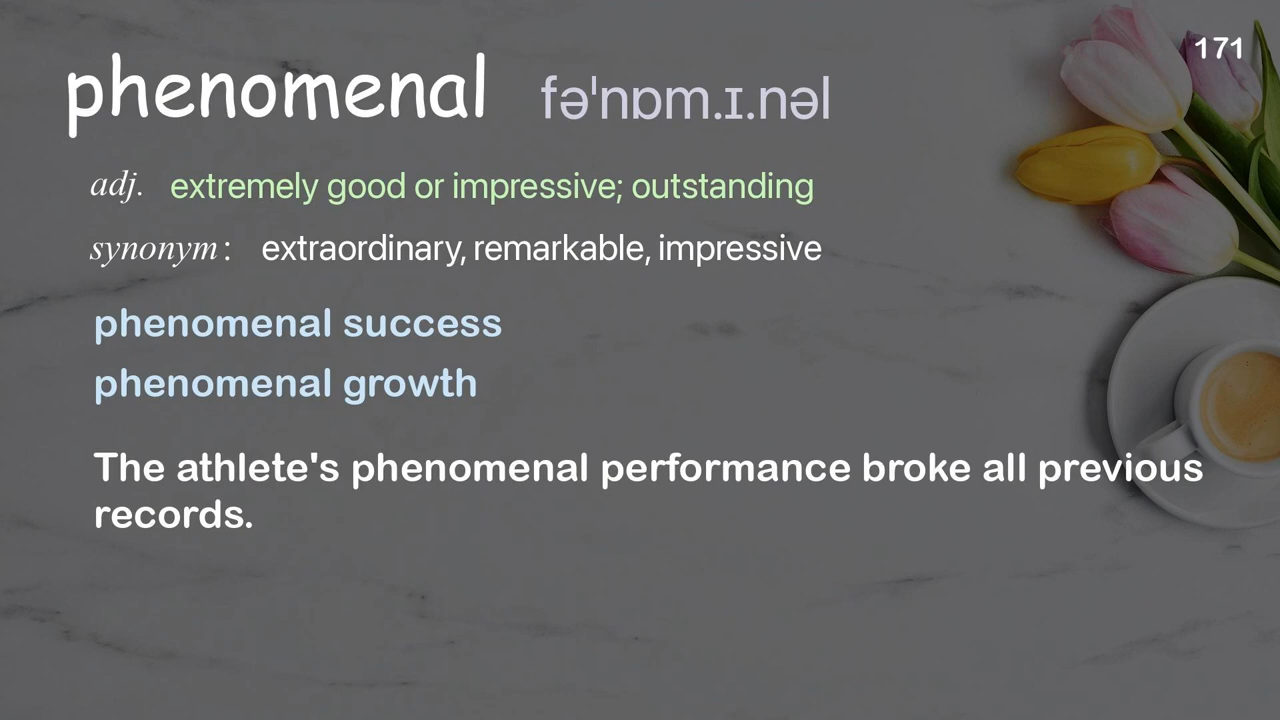 171
phenomenal fəˈnɒm.ɪ.nəl
adj. extremely good or impressive; outstanding
synonym: extraordinary, remarkable, impressive
phenomenal success
phenomenal growth
The athlete's phenomenal performance broke all previous
records.